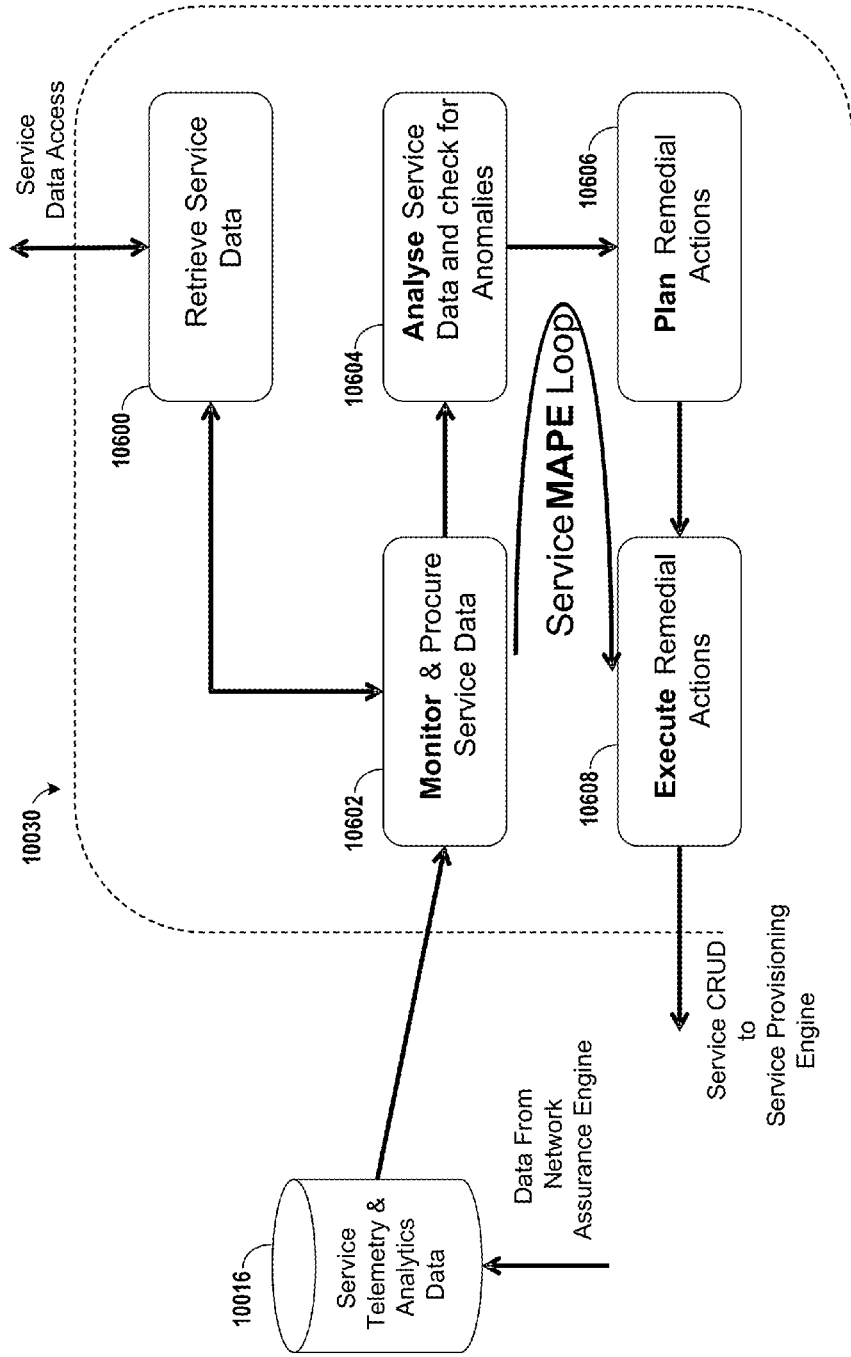 10030
Service
Data Access
10600
Retrieve Service
Data
10016
Service
Telemetry &
Analytics
Data
Data From
Network
Assurance Engine
10602
Monitor & Procure
Service Data
10604
Analyse Service
Data and check for
Anomalies
Service MAPE Loop
10606
Plan Remedial
Actions
10608
Execute Remedial
Actions
Service CRUD
to
Service Provisioning
Engine